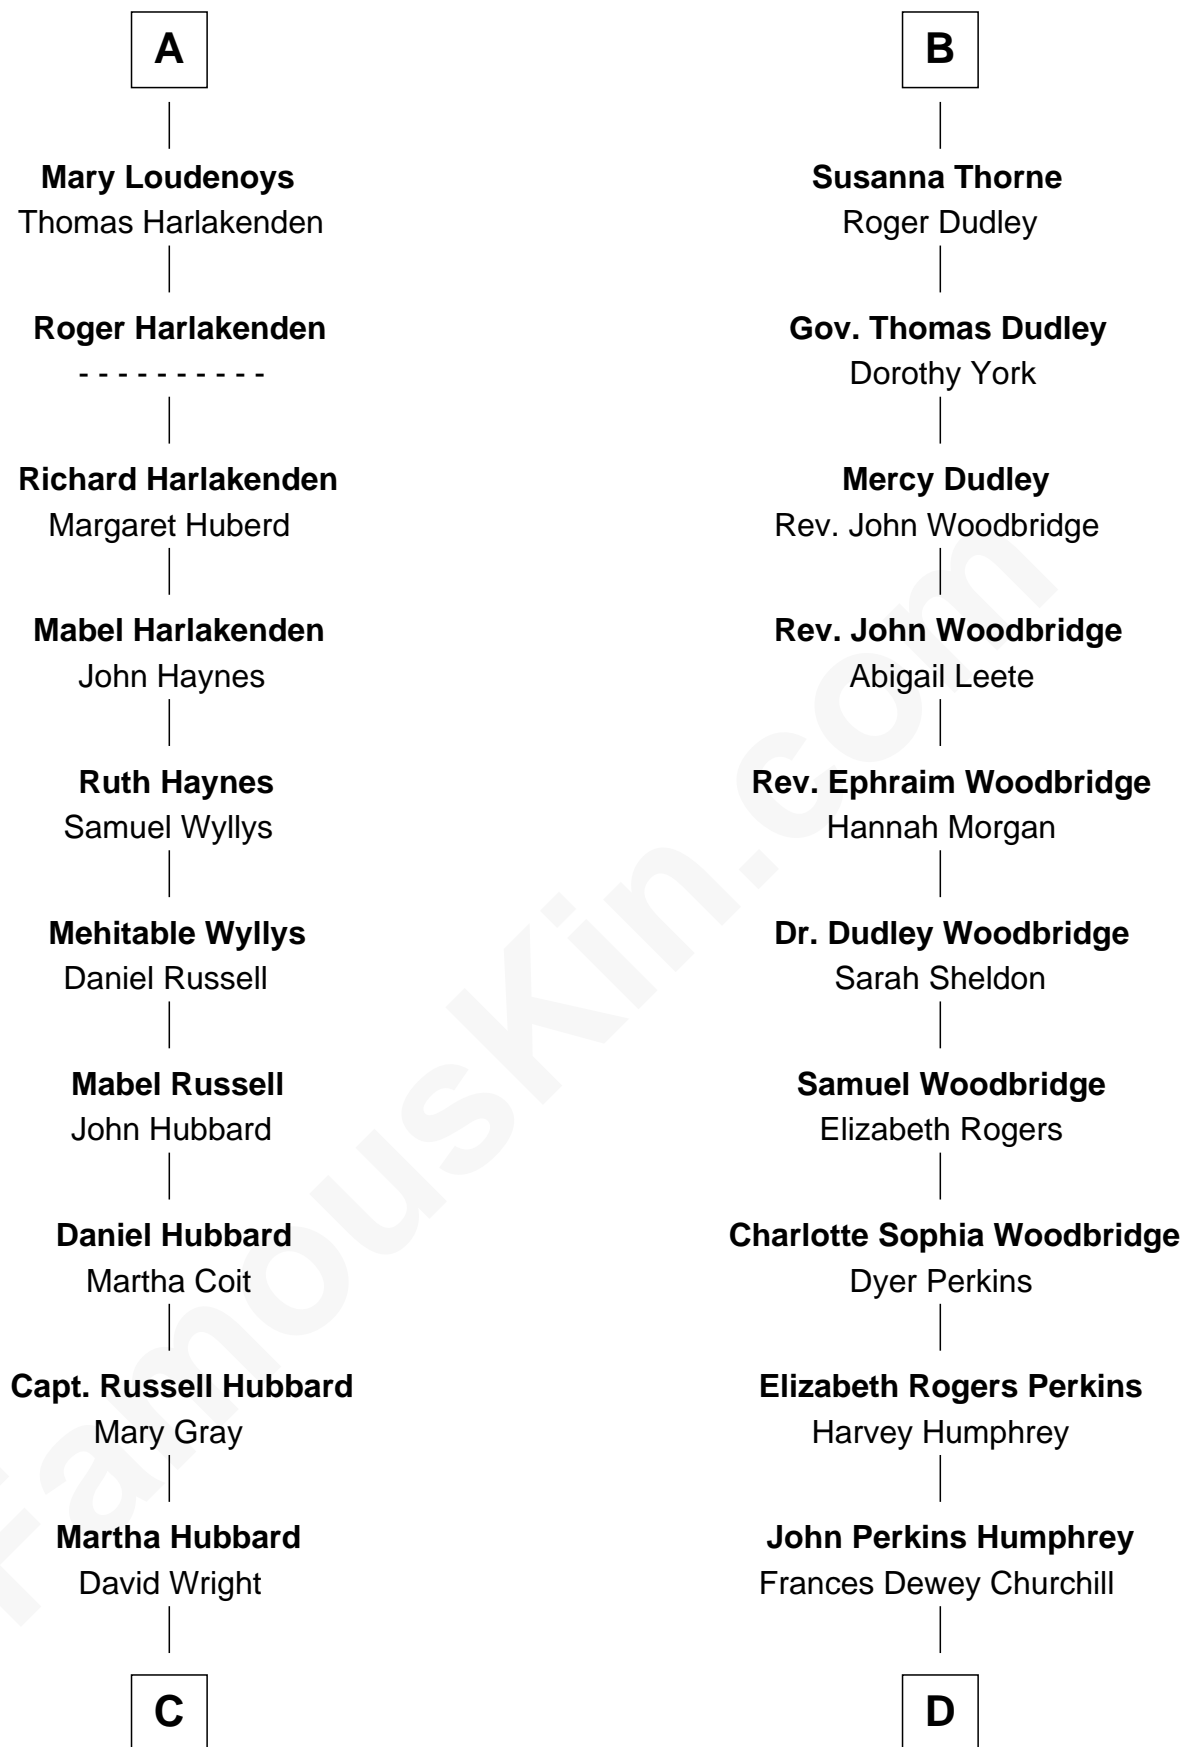 A
Mary Loudenoys
Thomas Harlakenden
Roger Harlakenden
- - - - - - - - - -
Richard Harlakenden
Margaret Huberd
Mabel Harlakenden
John Haynes
Ruth Haynes
Samuel Wyllys
Mehitable Wyllys
Daniel Russell
Mabel Russell
John Hubbard
Daniel Hubbard
Martha Coit
Capt. Russell Hubbard
Mary Gray
Martha Hubbard
David Wright
C
B
Susanna Thorne
Roger Dudley
Gov. Thomas Dudley
Dorothy York
Mercy Dudley
Rev. John Woodbridge
Rev. John Woodbridge
Abigail Leete
Rev. Ephraim Woodbridge
Hannah Morgan
Dr. Dudley Woodbridge
Sarah Sheldon
Samuel Woodbridge
Elizabeth Rogers
Charlotte Sophia Woodbridge
Dyer Perkins
Elizabeth Rogers Perkins
Harvey Humphrey
John Perkins Humphrey
Frances Dewey Churchill
D
FamousKin.com